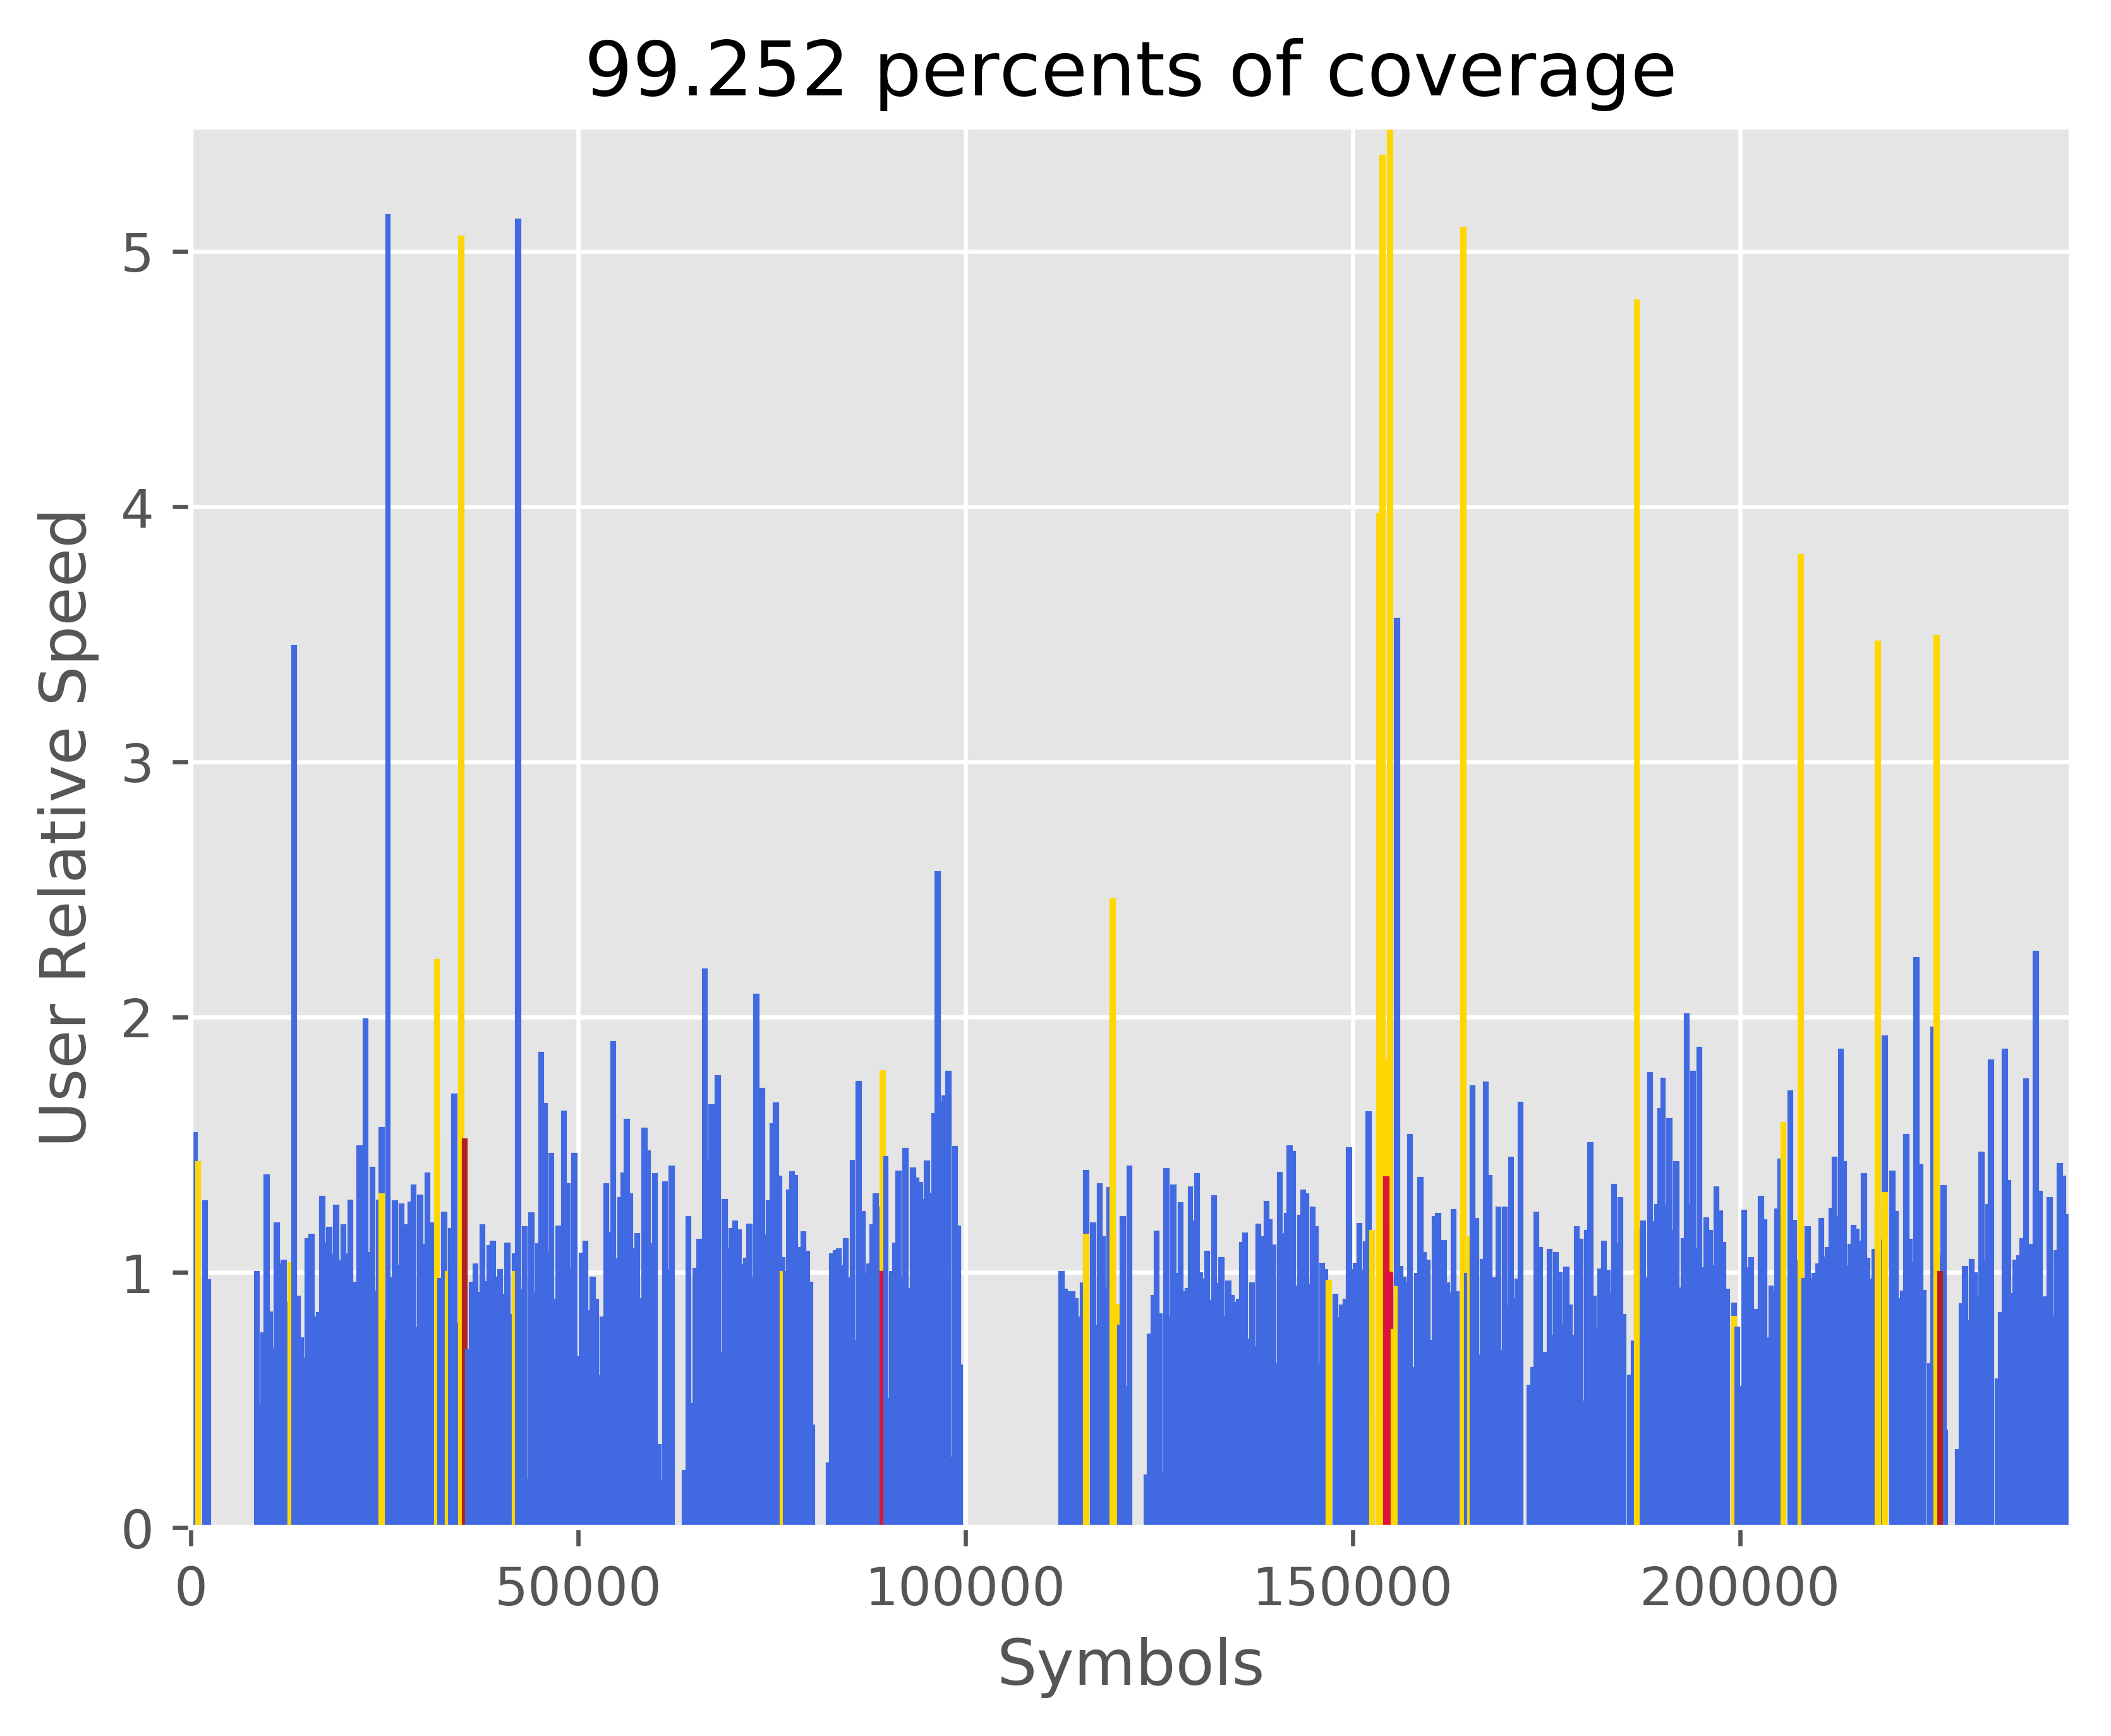 99.252 percents of coverage
User Relative Speed
5
4
3
2
1
0
0 50000 100000 150000 200000
Symbols